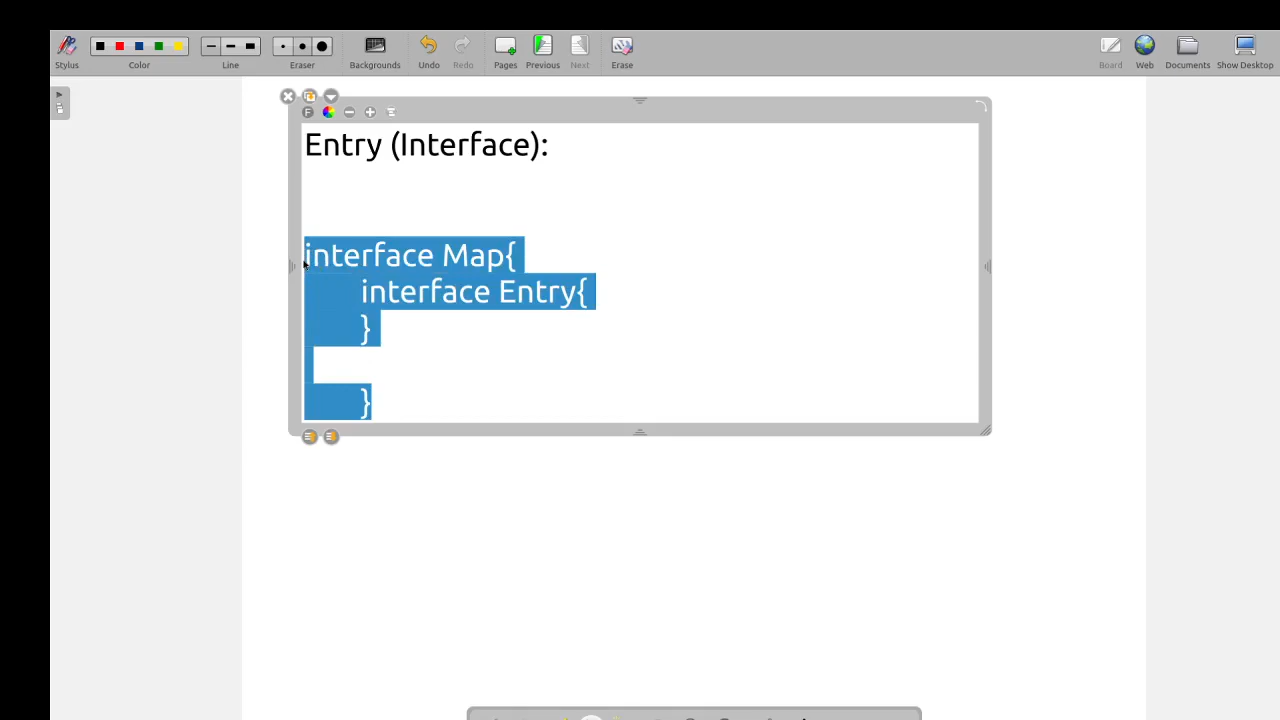 Stylus
Color
Line
Eraser
Backgrounds
Undo
Redo
Pages
Previous
Next
Erase
Board
Web
Documents
Show Desktop
F
Entry (Interface):
interface Map{
interface Entry{
}
}